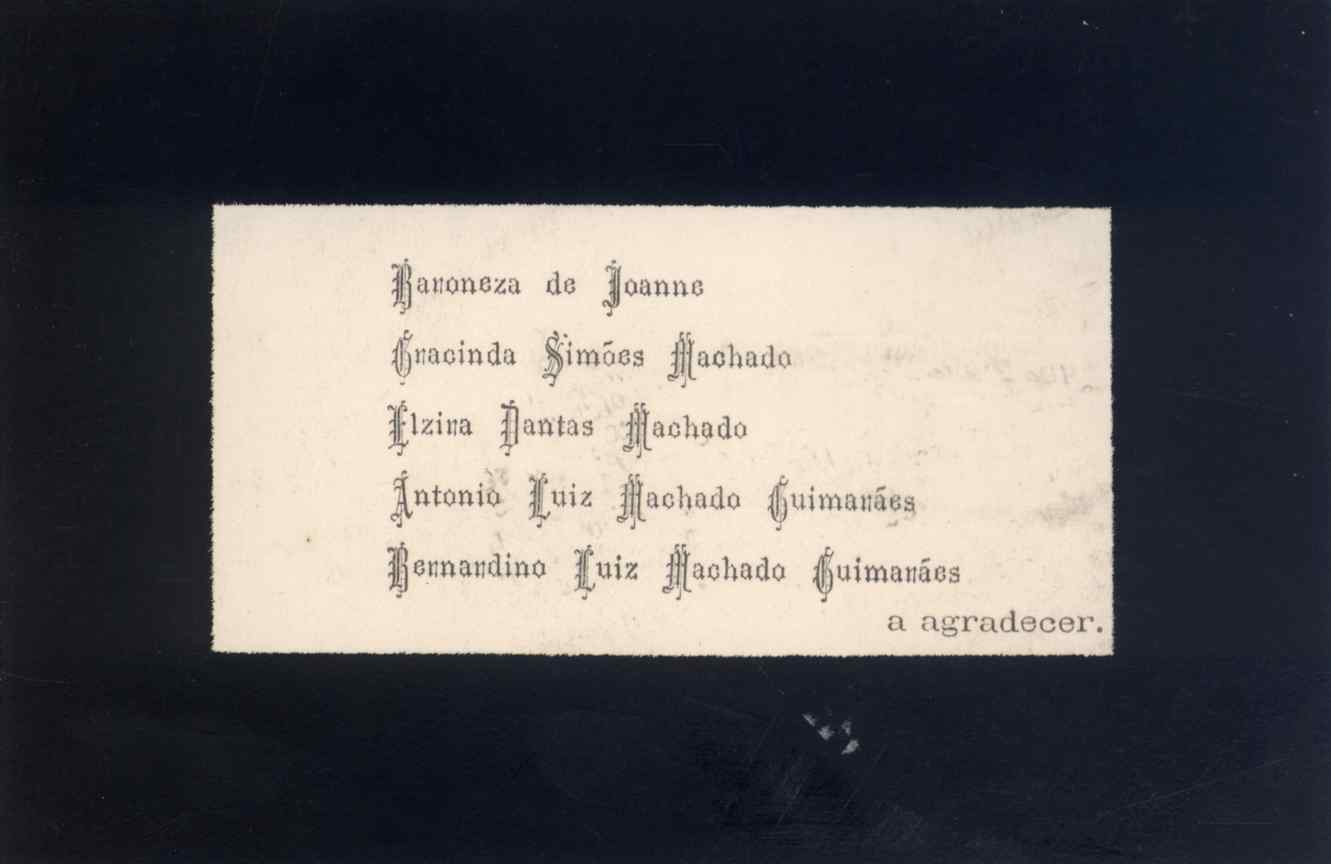 Baroneza de Joanne
Gracinda Simões Machado
Elzira Dantas Machado
Antonio Luiz Machado Guimarães
Bernardino Luiz Machado Guimarães
a agradecer.